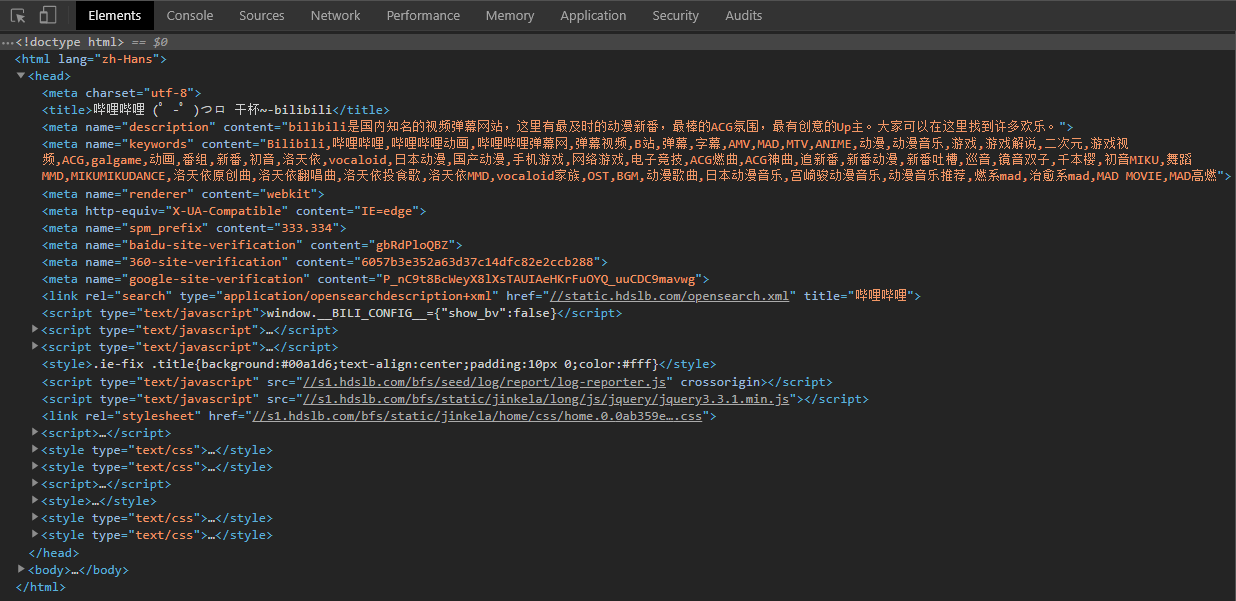 Elements Console Sources Network Performance Memory Application Security Audits
…<!doctype html> == $0
<html lang="zh-Hans">
▼<head>
<meta charset="utf-8">
<title>哔哩哔哩 (゜-゜)つロ 干杯~-bilibili</title>
<meta name="description" content="bilibili是国内知名的视频弹幕网站，这里有最及时的动漫新番，最棒的ACG氛围，最有创意的Up主。大家可以在这里找到许多欢乐。">
<meta name="keywords" content="Bilibili,哔哩哔哩,哔哩哔哩动画,哔哩哔哩弹幕网,弹幕视频,B站,弹幕,字幕,AMV,MAD,MTV,ANIME,动漫,动漫音乐,游戏,游戏解说,二次元,游戏视
频,ACG,galgame,动画,番组,新番,初音,洛天依,vocaloid,日本动漫,国产动漫,手机游戏,网络游戏,电子竞技,ACG燃曲,ACG神曲,追新番,新番动漫,新番吐槽,巡音,镜音双子,千本樱,初音MIKU,舞蹈
MMD,MIKUMIKUDANCE,洛天依原创曲,洛天依翻唱曲,洛天依投食歌,洛天依MMD,vocaloid家族,OST,BGM,动漫歌曲,日本动漫音乐,宫崎骏动漫音乐,动漫音乐推荐,燃系mad,治愈系mad,MAD MOVIE,MAD高燃">
<meta name="renderer" content="webkit">
<meta http-equiv="X-UA-Compatible" content="IE=edge">
<meta name="spm_prefix" content="333.334">
<meta name="baidu-site-verification" content="gbRdPloQBZ">
<meta name="360-site-verification" content="6057b3e352a63d37c14dfc82e2ccb288">
<meta name="google-site-verification" content="P_nC9t8BcWeyX8lXsTAUIAeHKrFuOYQ_uuCDC9mavwg">
<link rel="search" type="application/opensearchdescription+xml" href="//static.hdslb.com/opensearch.xml" title="哔哩哔哩">
<script type="text/javascript">window.__BILI_CONFIG__={"show_bv":false}</script>
▶<script type="text/javascript">…</script>
▶<script type="text/javascript">…</script>
<style>.ie-fix .title{background:#00a1d6;text-align:center;padding:10px 0;color:#fff}</style>
<script type="text/javascript" src="//s1.hdslb.com/bfs/seed/log/report/log-reporter.js" crossorigin></script>
<script type="text/javascript" src="//s1.hdslb.com/bfs/static/jinkela/long/js/jquery/jquery3.3.1.min.js"></script>
<link rel="stylesheet" href="//s1.hdslb.com/bfs/static/jinkela/home/css/home.0.0ab359e….css">
▶<script>…</script>
▶<style type="text/css">…</style>
▶<style type="text/css">…</style>
▶<script>…</script>
▶<style>…</style>
▶<style type="text/css">…</style>
▶<style type="text/css">…</style>
</head>
▶<body>…</body>
</html>